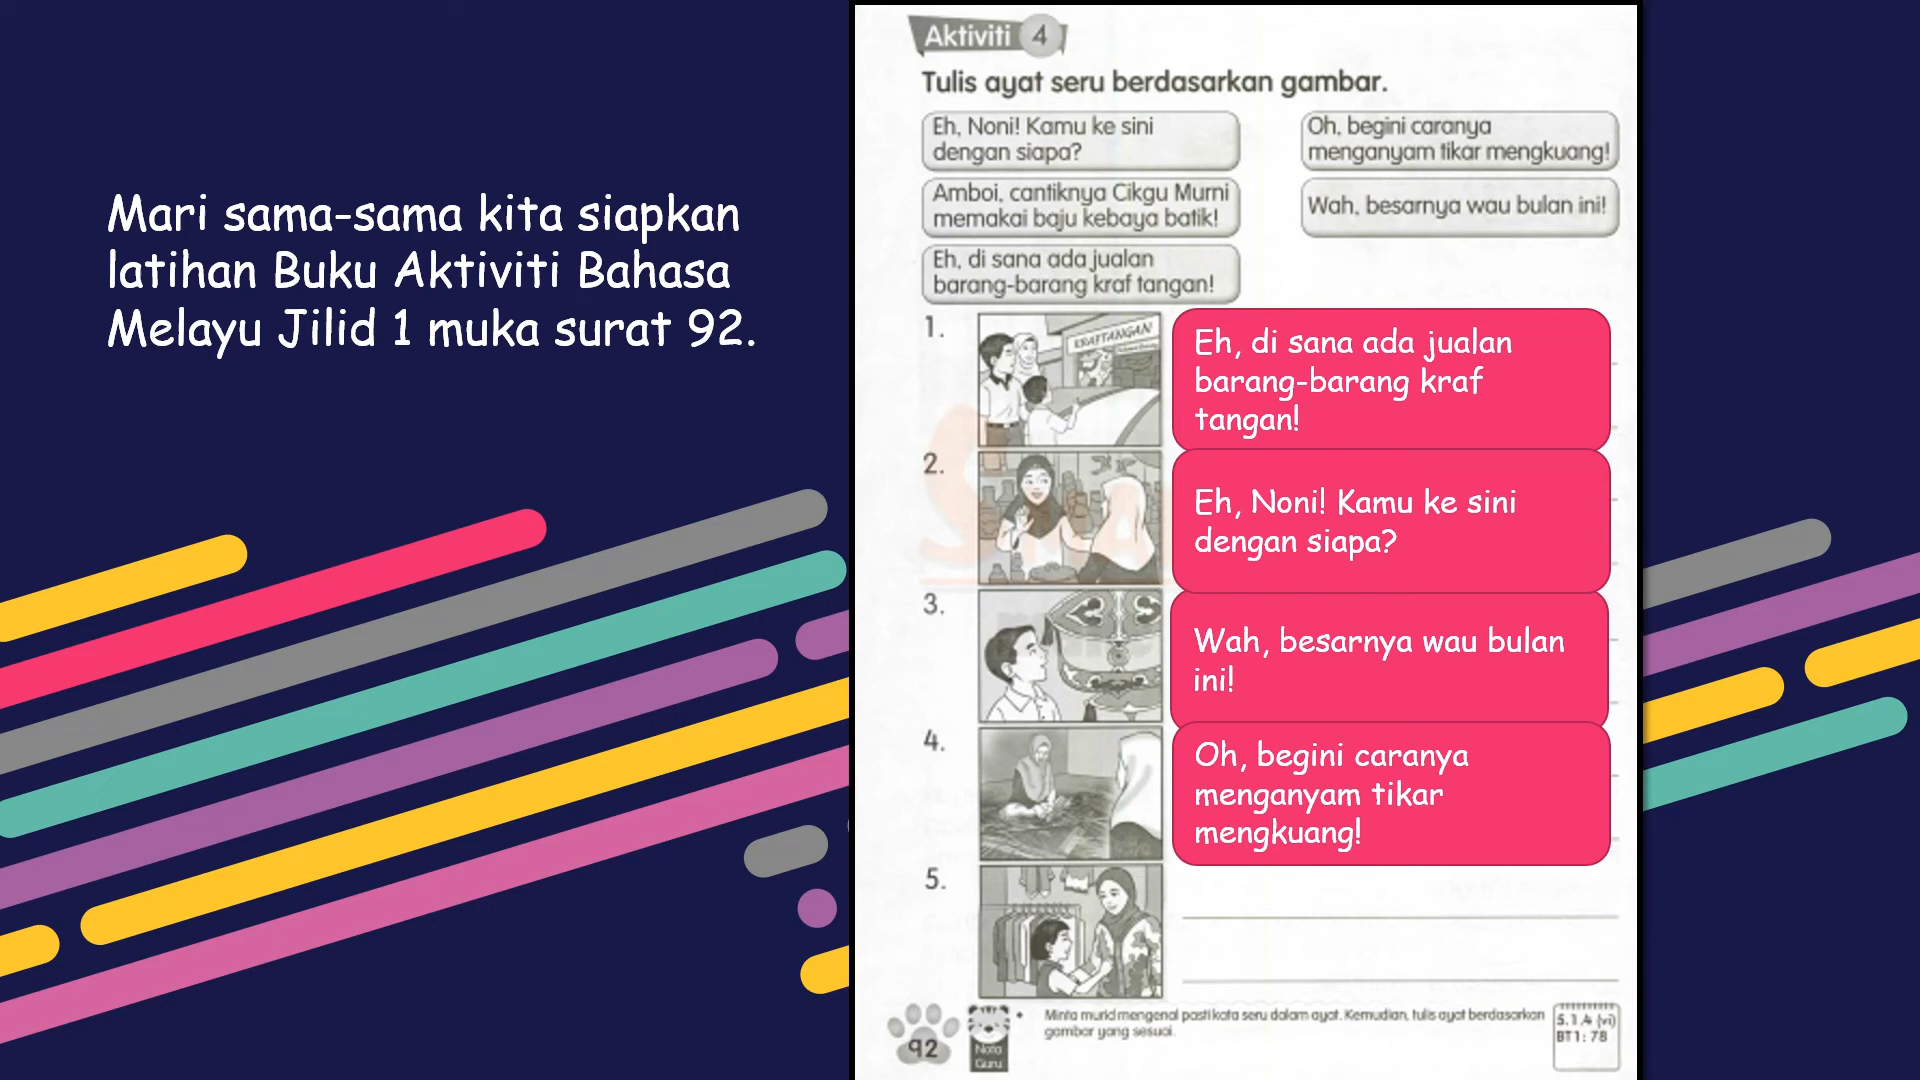 Mari sama-sama kita siapkan
latihan Buku Aktiviti Bahasa
Melayu Jilid 1 muka surat 92.
Aktiviti 4
Tulis ayat seru berdasarkan gambar.
Eh, Noni! Kamu ke sini
dengan siapa?
Oh, begini caranya
menganyam tikar mengkuang!
Amboi, cantiknya Cikgu Murni
memakai baju kebaya batik!
Wah, besarnya wau bulan ini!
Eh, di sana ada jualan
barang-barang kraf tangan!
1.
KRAFTANGAN
Eh, di sana ada jualan
barang-barang kraf
tangan!
2.
Eh, Noni! Kamu ke sini
dengan siapa?
3.
Wah, besarnya wau bulan
ini!
4.
Oh, begini caranya
menganyam tikar
mengkuang!
5.
92
Nota
Guru
• Minta murid mengenal pasti kata seru dalam ayat. Kemudian, tulis ayat berdasarkan
gambar yang sesuai.
5.1.4 (vi)
BT1: 78